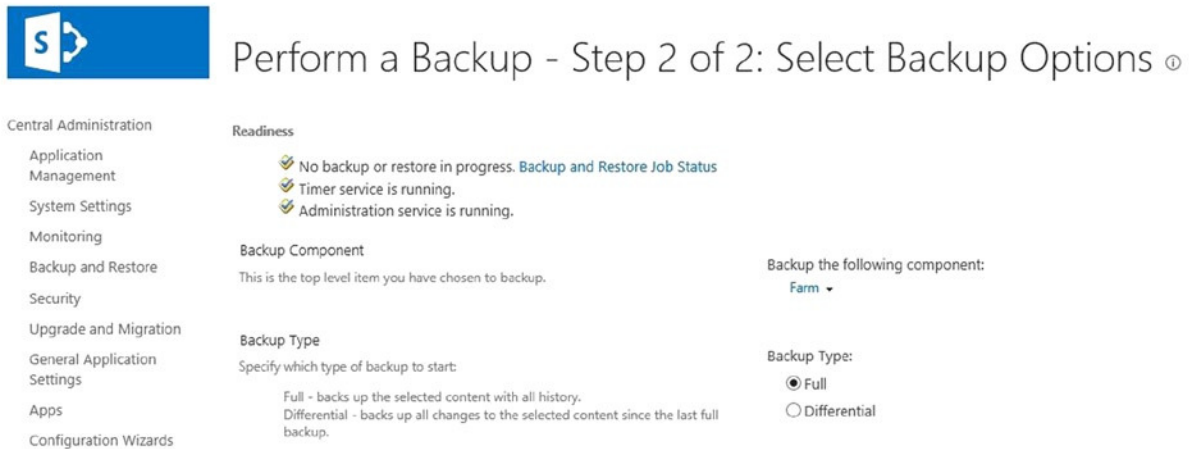 S
Perform a Backup - Step 2 of 2: Select Backup Options
Central Administration
Application
Management
System Settings
Monitoring
Backup and Restore
Security
Upgrade and Migration
General Application
Settings
Apps
Configuration Wizards
Readiness
No backup or restore in progress. Backup and Restore Job Status
Timer service is running.
Administration service is running.
Backup Component
This is the top level item you have chosen to backup.
Backup the following component:
Farm
Backup Type
Specify which type of backup to start:
Full - backs up the selected content with all history.
Differential - backs up all changes to the selected content since the last full
backup.
Backup Type:
Full
Differential